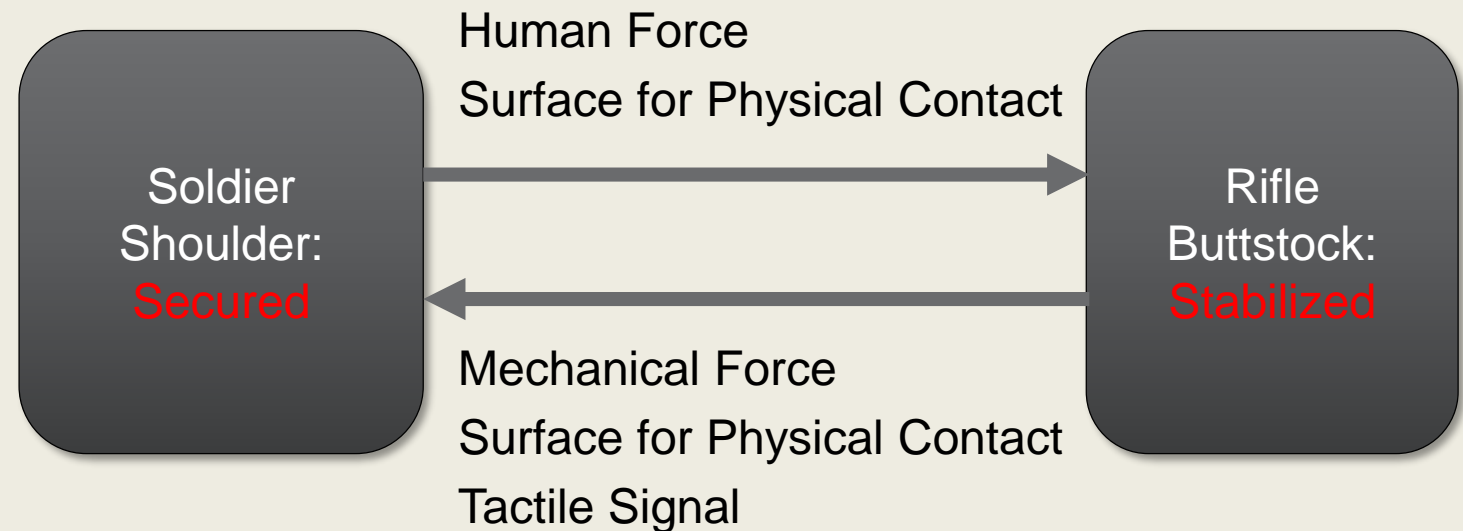 Human Force
Surface for Physical Contact
Soldier
Shoulder:
Secured
Rifle
Buttstock:
Stabilized
Mechanical Force
Surface for Physical Contact
Tactile Signal